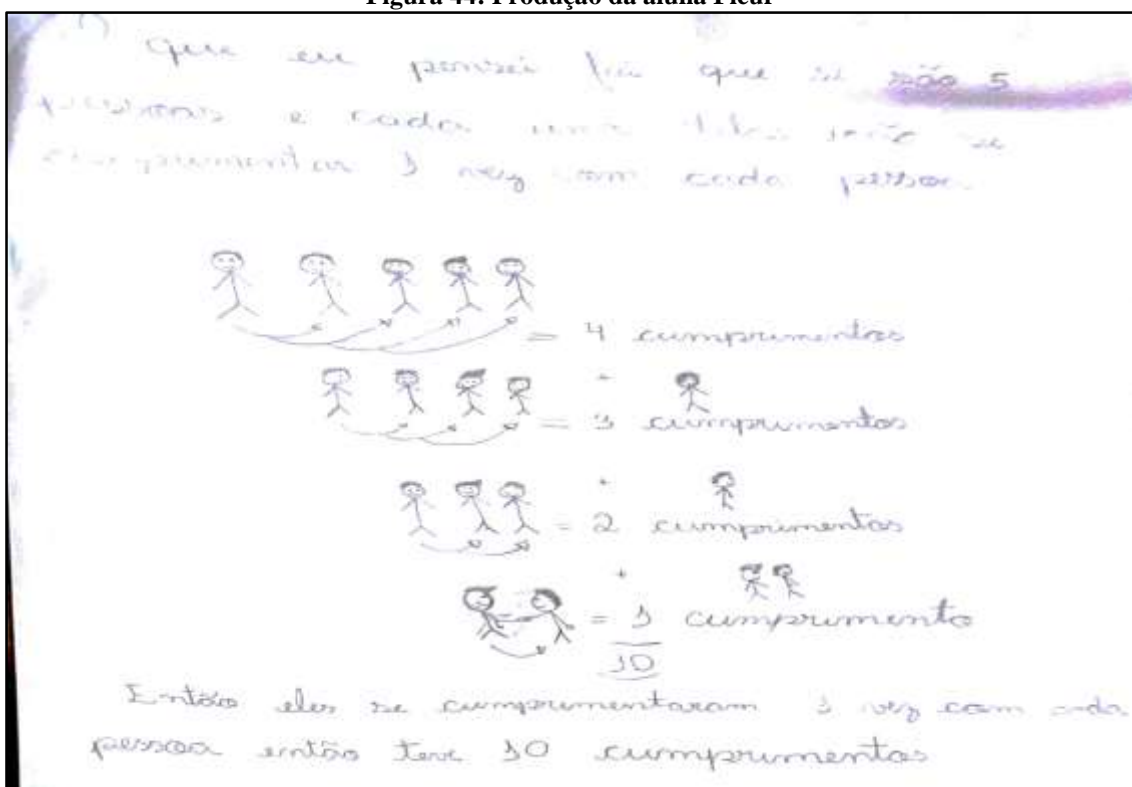 Figura 44: Produção da aluna Fleur
que eu pensei foi que se são 5
pessoas e cada uma delas se
cumprimentar 1 vez com cada pessoa
= 4 cumprimentos
+
= 3 cumprimentos
+
= 2 cumprimentos
+
= 1 cumprimento
10
Então eles se cumprimentaram 1 vez com cada
pessoa então teve 10 cumprimentos